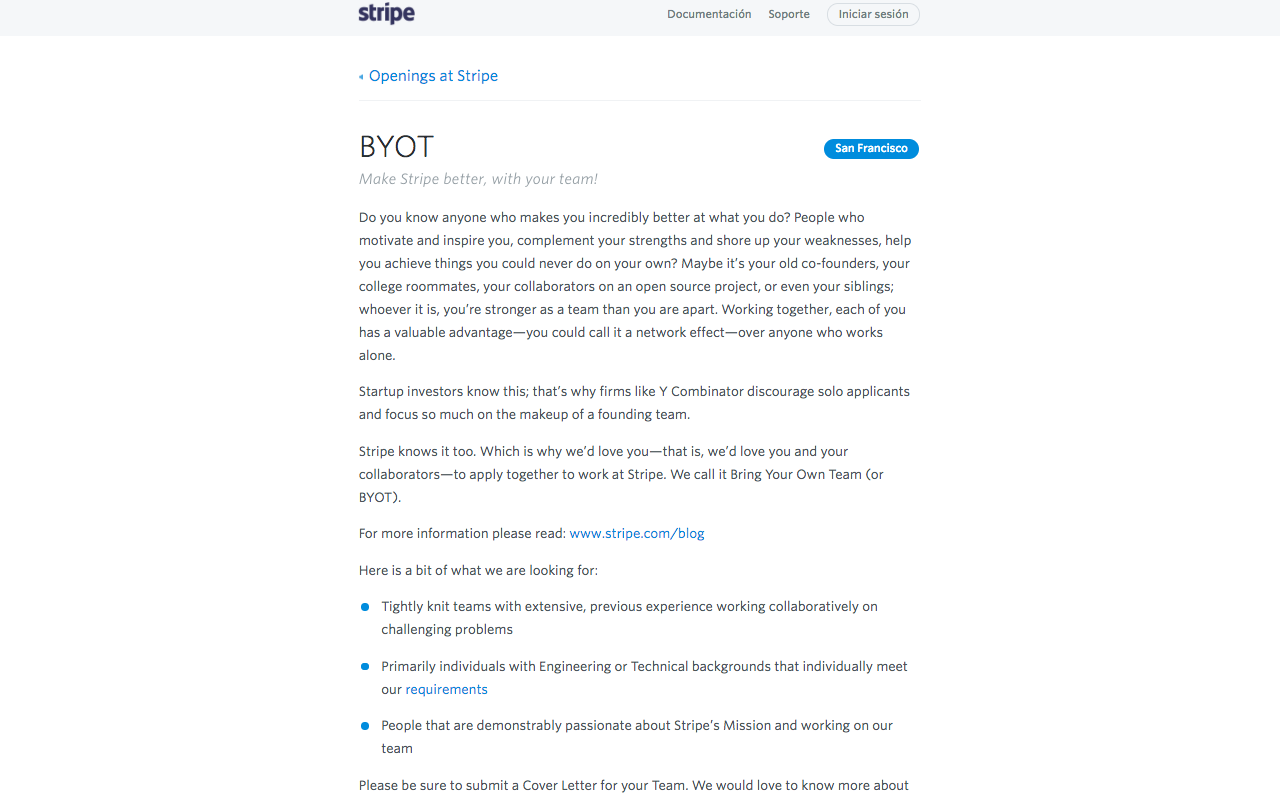 stripe
Documentación Soporte Iniciar sesión
Openings at Stripe
BYOT
San Francisco
Make Stripe better, with your team!
Do you know anyone who makes you incredibly better at what you do? People who
motivate and inspire you, complement your strengths and shore up your weaknesses, help
you achieve things you could never do on your own? Maybe it’s your old co-founders, your
college roommates, your collaborators on an open source project, or even your siblings;
whoever it is, you’re stronger as a team than you are apart. Working together, each of you
has a valuable advantage—you could call it a network effect—over anyone who works
alone.
Startup investors know this; that’s why firms like Y Combinator discourage solo applicants
and focus so much on the makeup of a founding team.
Stripe knows it too. Which is why we’d love you—that is, we’d love you and your
collaborators—to apply together to work at Stripe. We call it Bring Your Own Team (or
BYOT).
For more information please read: www.stripe.com/blog
Here is a bit of what we are looking for:
Tightly knit teams with extensive, previous experience working collaboratively on
challenging problems
Primarily individuals with Engineering or Technical backgrounds that individually meet
our requirements
People that are demonstrably passionate about Stripe’s Mission and working on our
team
Please be sure to submit a Cover Letter for your Team. We would love to know more about